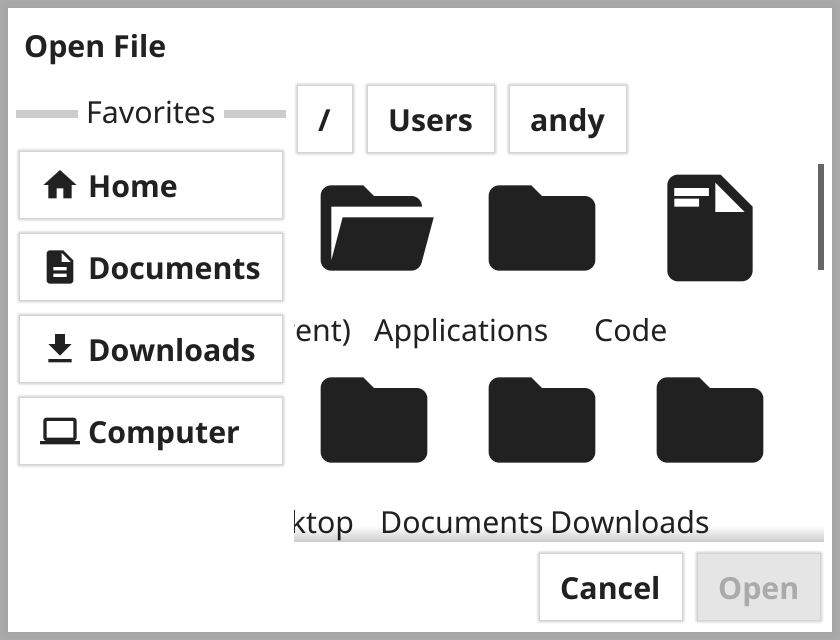 Open File
Favorites
/ Users andy
Home
Documents
Downloads
Computer
ent) Applications Code
ktop Documents Downloads
Cancel Open